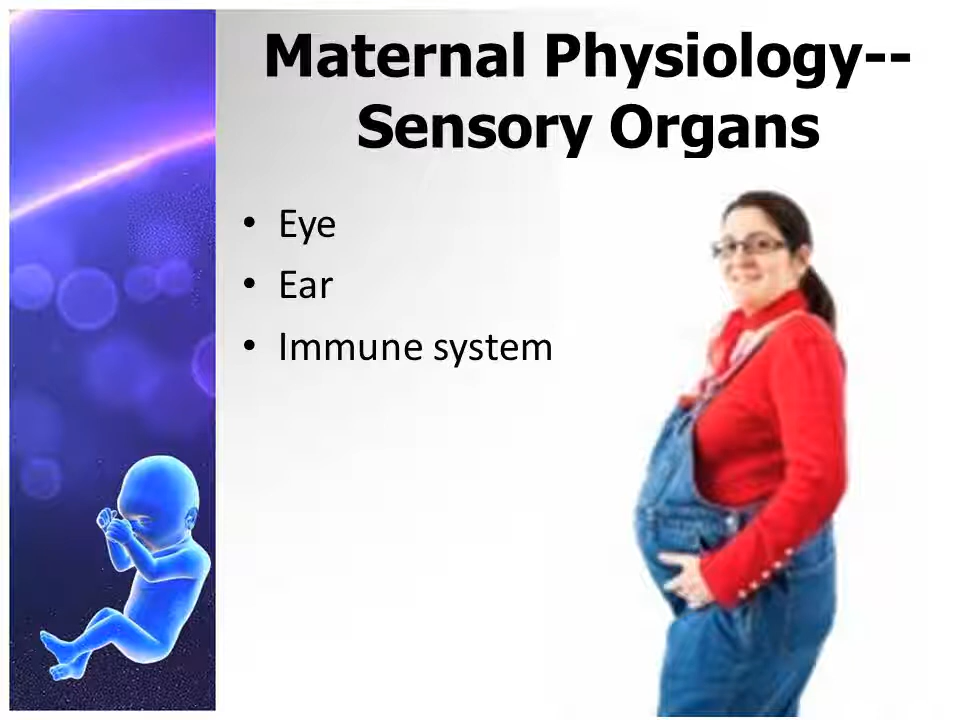 Maternal Physiology--
Sensory Organs
• Eye
• Ear
• Immune system